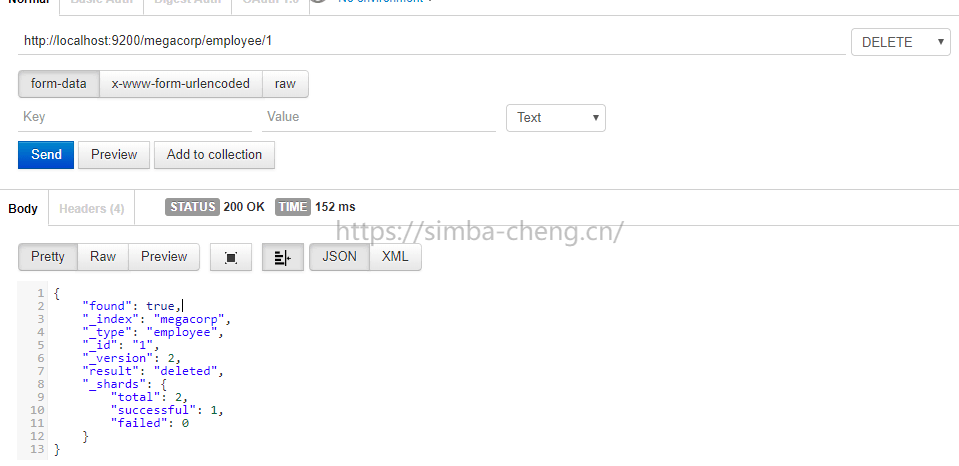 Normal Basic Auth Digest Auth OAuth 1.0 No environment
http://localhost:9200/megacorp/employee/1 DELETE
form-data x-www-form-urlencoded raw
Key Value Text
Send Preview Add to collection
Body Headers (4) STATUS 200 OK TIME 152 ms
https://simba-cheng.cn/
Pretty Raw Preview JSON XML
1 {
2 "found": true,
3 "_index": "megacorp",
4 "_type": "employee",
5 "_id": "1",
6 "_version": 2,
7 "result": "deleted",
8 "_shards": {
9 "total": 2,
10 "successful": 1,
11 "failed": 0
12 }
13 }